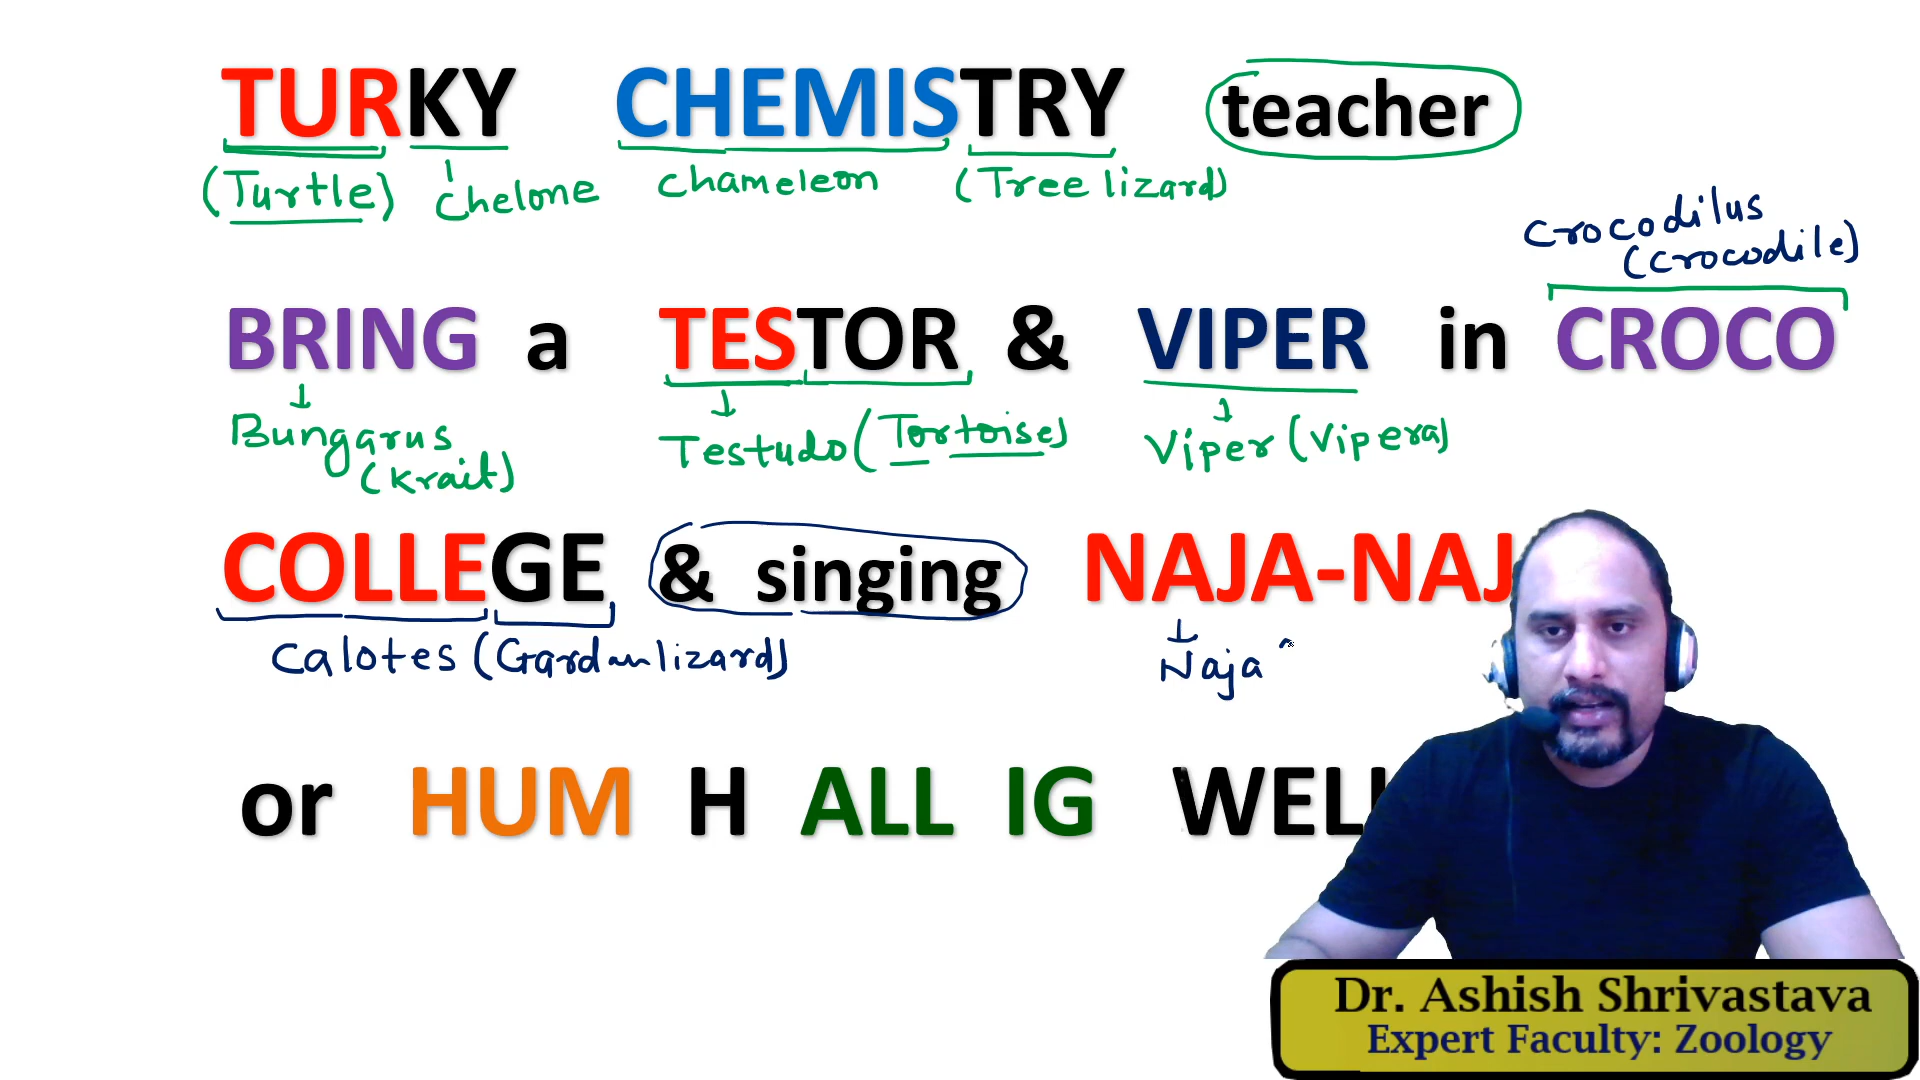 TURKY CHEMISTRY teacher
(Turtle) chelone chameleon (Tree lizard)
Crocodilus
(crocodile)
BRING a TESTOR & VIPER in CROCO
Bungarus
(Krait)
Testudo (Tortoise)
Viper (Vipera)
COLLEGE & singing NAJA-NAJ
Calotes (Gardan lizard)
Naja
or HUM H ALL IG WELL
Dr. Ashish Shrivastava
Expert Faculty: Zoology